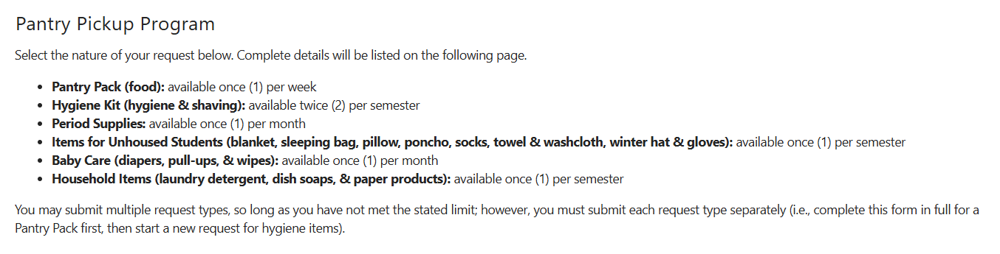 Pantry Pickup Program
Select the nature of your request below. Complete details will be listed on the following page.
• Pantry Pack (food): available once (1) per week
• Hygiene Kit (hygiene & shaving): available twice (2) per semester
• Period Supplies: available once (1) per month
• Items for Unhoused Students (blanket, sleeping bag, pillow, poncho, socks, towel & washcloth, winter hat & gloves): available once (1) per semester
• Baby Care (diapers, pull-ups, & wipes): available once (1) per month
• Household Items (laundry detergent, dish soaps, & paper products): available once (1) per semester
You may submit multiple request types, so long as you have not met the stated limit; however, you must submit each request type separately (i.e., complete this form in full for a
Pantry Pack first, then start a new request for hygiene items).